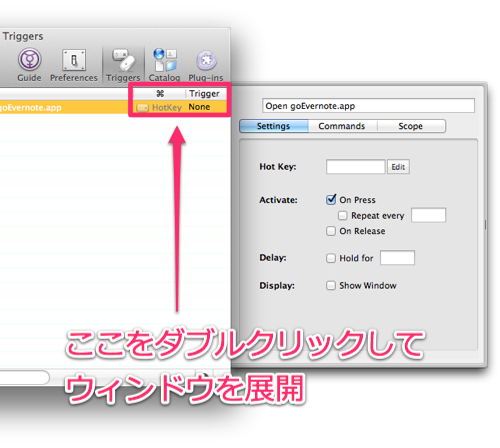 Triggers
Guide Preferences Triggers Catalog Plug-ins
⌘ Trigger
goEvernote.app HotKey None
Open goEvernote.app
Settings Commands Scope
Hot Key: Edit
Activate: On Press
Repeat every
On Release
Delay: Hold for
Display: Show Window
ここをダブルクリックして
ウィンドウを展開